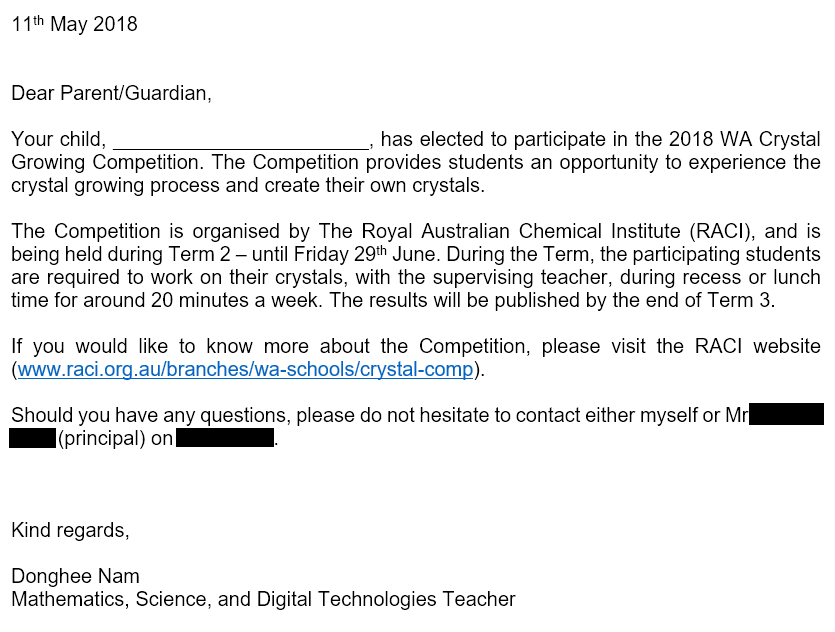 11th May 2018
Dear Parent/Guardian,
Your child, _______________________, has elected to participate in the 2018 WA Crystal
Growing Competition. The Competition provides students an opportunity to experience the
crystal growing process and create their own crystals.
The Competition is organised by The Royal Australian Chemical Institute (RACI), and is
being held during Term 2 – until Friday 29th June. During the Term, the participating students
are required to work on their crystals, with the supervising teacher, during recess or lunch
time for around 20 minutes a week. The results will be published by the end of Term 3.
If you would like to know more about the Competition, please visit the RACI website
(www.raci.org.au/branches/wa-schools/crystal-comp).
Should you have any questions, please do not hesitate to contact either myself or Mr
(principal) on .
Kind regards,
Donghee Nam
Mathematics, Science, and Digital Technologies Teacher